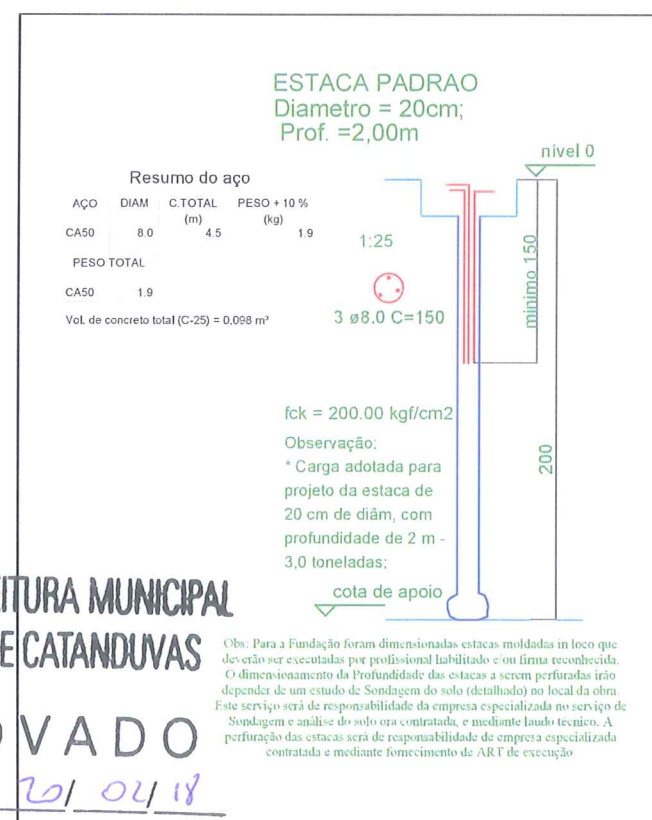 ESTACA PADRAO
Diametro = 20cm;
Prof. =2,00m
nivel 0
Resumo do aço
AÇO DIAM C.TOTAL PESO + 10 %
(m) (kg)
CA50 8.0 4.5 1.9
PESO TOTAL
CA50 1.9
Vol. de concreto total (C-25) = 0.098 m³
1:25
3 ø8.0 C=150
minimo 150
200
fck = 200.00 kgf/cm2
Observação:
* Carga adotada para
projeto da estaca de
20 cm de diâm, com
profundidade de 2 m -
3,0 toneladas;
cota de apoio
EITURA MUNICIPAL
E CATANDUVAS
OVADO
20/ 02/ 18
Obs: Para a Fundação foram dimensionadas estacas moldadas in loco que
deverão ser executadas por profissional habilitado e/ou firma reconhecida.
O dimensionamento da Profundidade das estacas a serem perfuradas irão
depender de um estudo de Sondagem do solo (detalhado) no local da obra.
Este serviço será de responsabilidade da empresa especializada no serviço de
Sondagem e análise do solo ora contratada, e mediante laudo técnico. A
perfuração das estacas será de responsabilidade de empresa especializada
contratada e mediante fornecimento de ART de execução